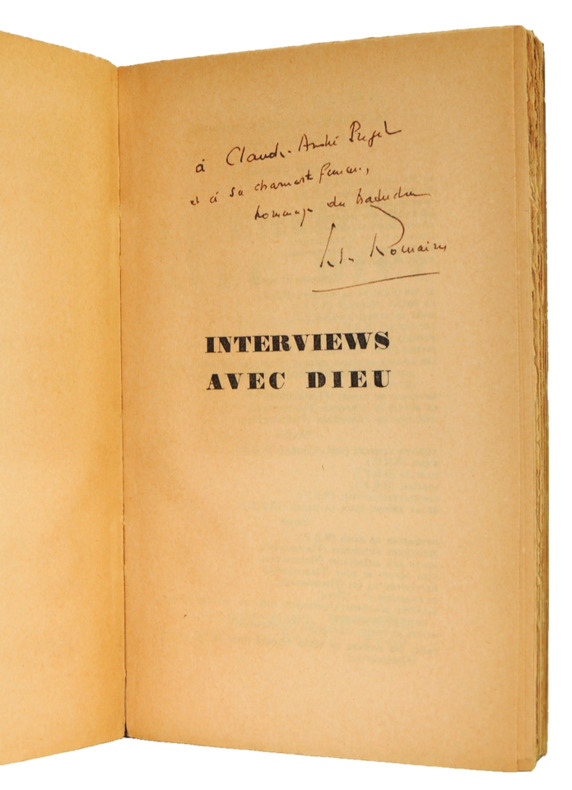 à Claude-André Puget
et à sa charmante femme,
hommage du traducteur
Jules Romains
INTERVIEWS
AVEC DIEU